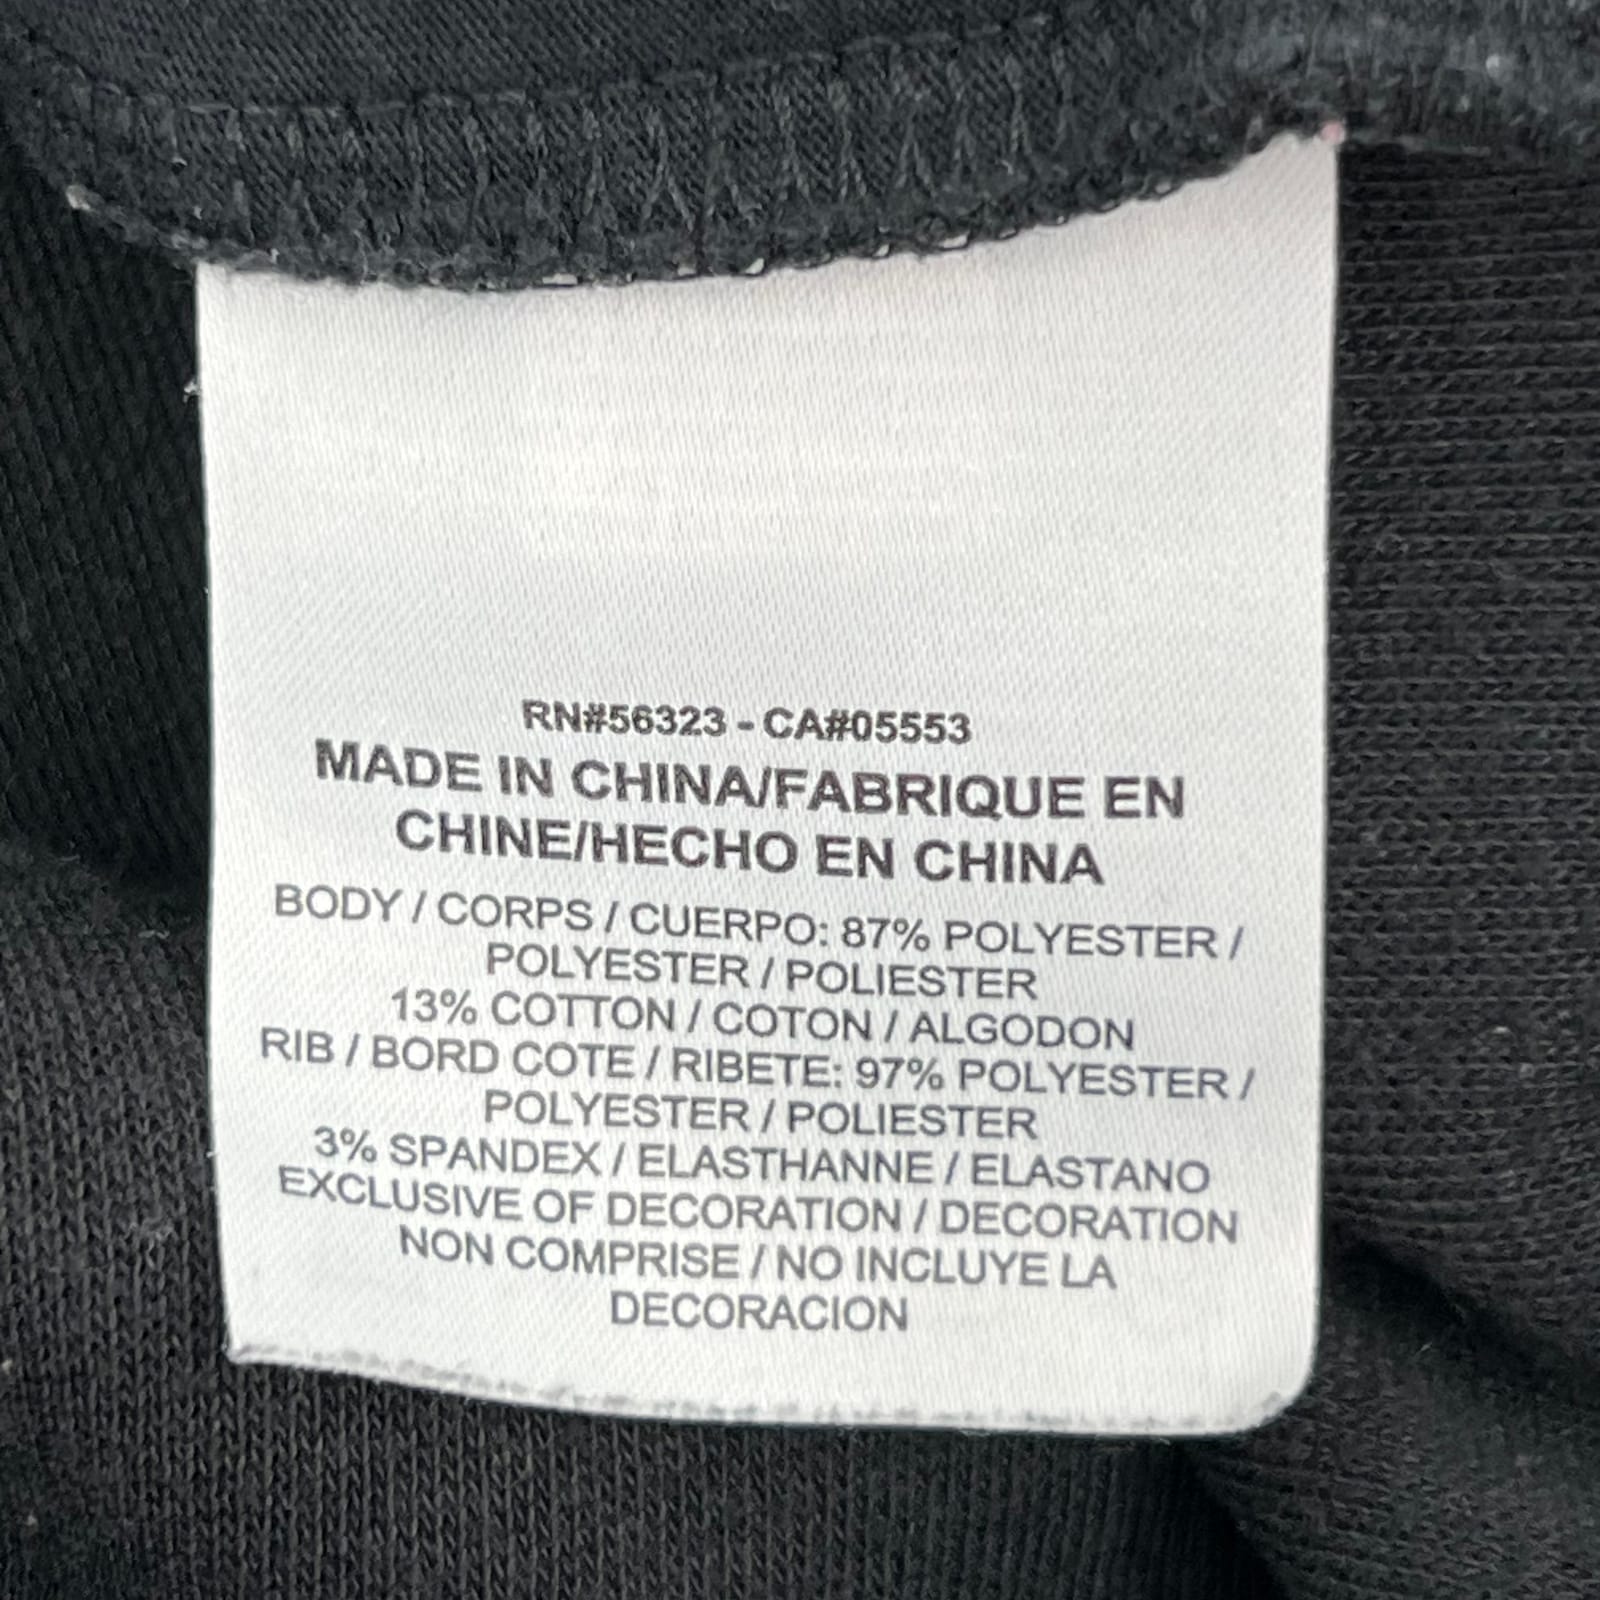 RN#56323 - CA#05553
MADE IN CHINA/FABRIQUE EN
CHINE/HECHO EN CHINA
BODY / CORPS / CUERPO: 87% POLYESTER /
POLYESTER / POLIESTER
13% COTTON / COTON / ALGODON
RIB / BORD COTE / RIBETE: 97% POLYESTER /
POLYESTER / POLIESTER
3% SPANDEX / ELASTHANNE / ELASTANO
EXCLUSIVE OF DECORATION / DECORATION
NON COMPRISE / NO INCLUYE LA
DECORACION